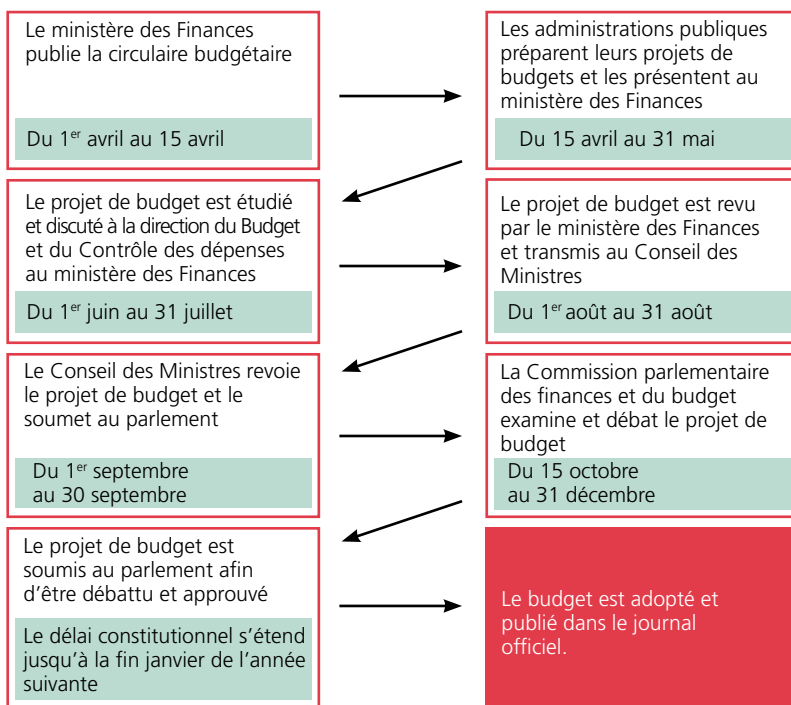 Le ministère des Finances
publie la circulaire budgétaire
Du 1er avril au 15 avril
Les administrations publiques
préparent leurs projets de
budgets et les présentent au
ministère des Finances
Du 15 avril au 31 mai
Le projet de budget est étudié
et discuté à la direction du Budget
et du Contrôle des dépenses
au ministère des Finances
Du 1er juin au 31 juillet
Le projet de budget est revu
par le ministère des Finances
et transmis au Conseil des
Ministres
Du 1er août au 31 août
Le Conseil des Ministres revoie
le projet de budget et le
soumet au parlement
Du 1er septembre
au 30 septembre
La Commission parlementaire
des finances et du budget
examine et débat le projet de
budget
Du 15 octobre
au 31 décembre
Le projet de budget est
soumis au parlement afin
d’être débattu et approuvé
Le délai constitutionnel s’étend
jusqu’à la fin janvier de l’année
suivante
Le budget est adopté et
publié dans le journal
officiel.